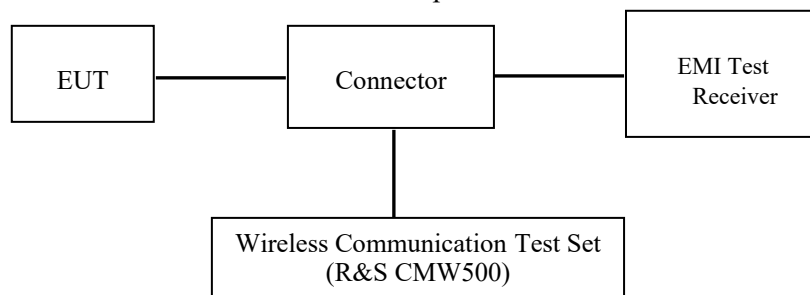 EUT
Connector
EMI Test
Receiver
Wireless Communication Test Set
(R&S CMW500)